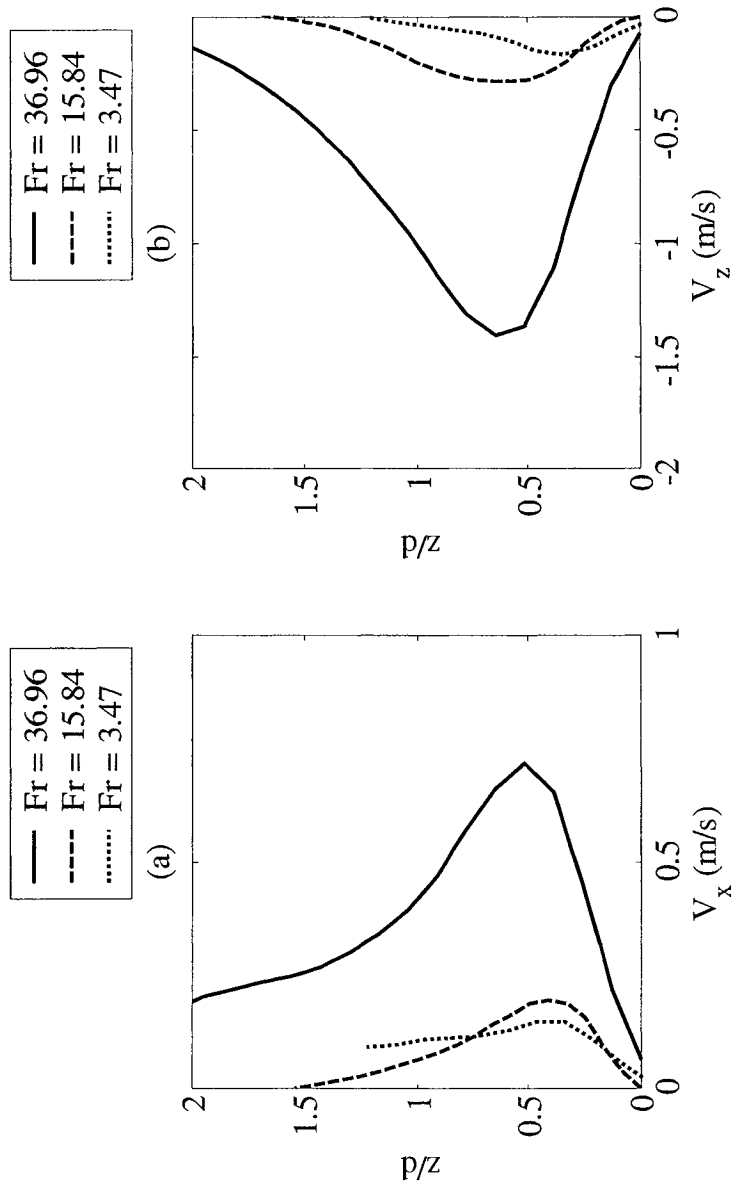 Fr = 36.96
Fr = 15.84
Fr = 3.47
(a)
2
1.5
1
0.5
0
z/d
0
0.5
1
V_x (m/s)
Fr = 36.96
Fr = 15.84
Fr = 3.47
(b)
2
1.5
1
0.5
0
z/d
-2
-1.5
-1
-0.5
0
V_z (m/s)